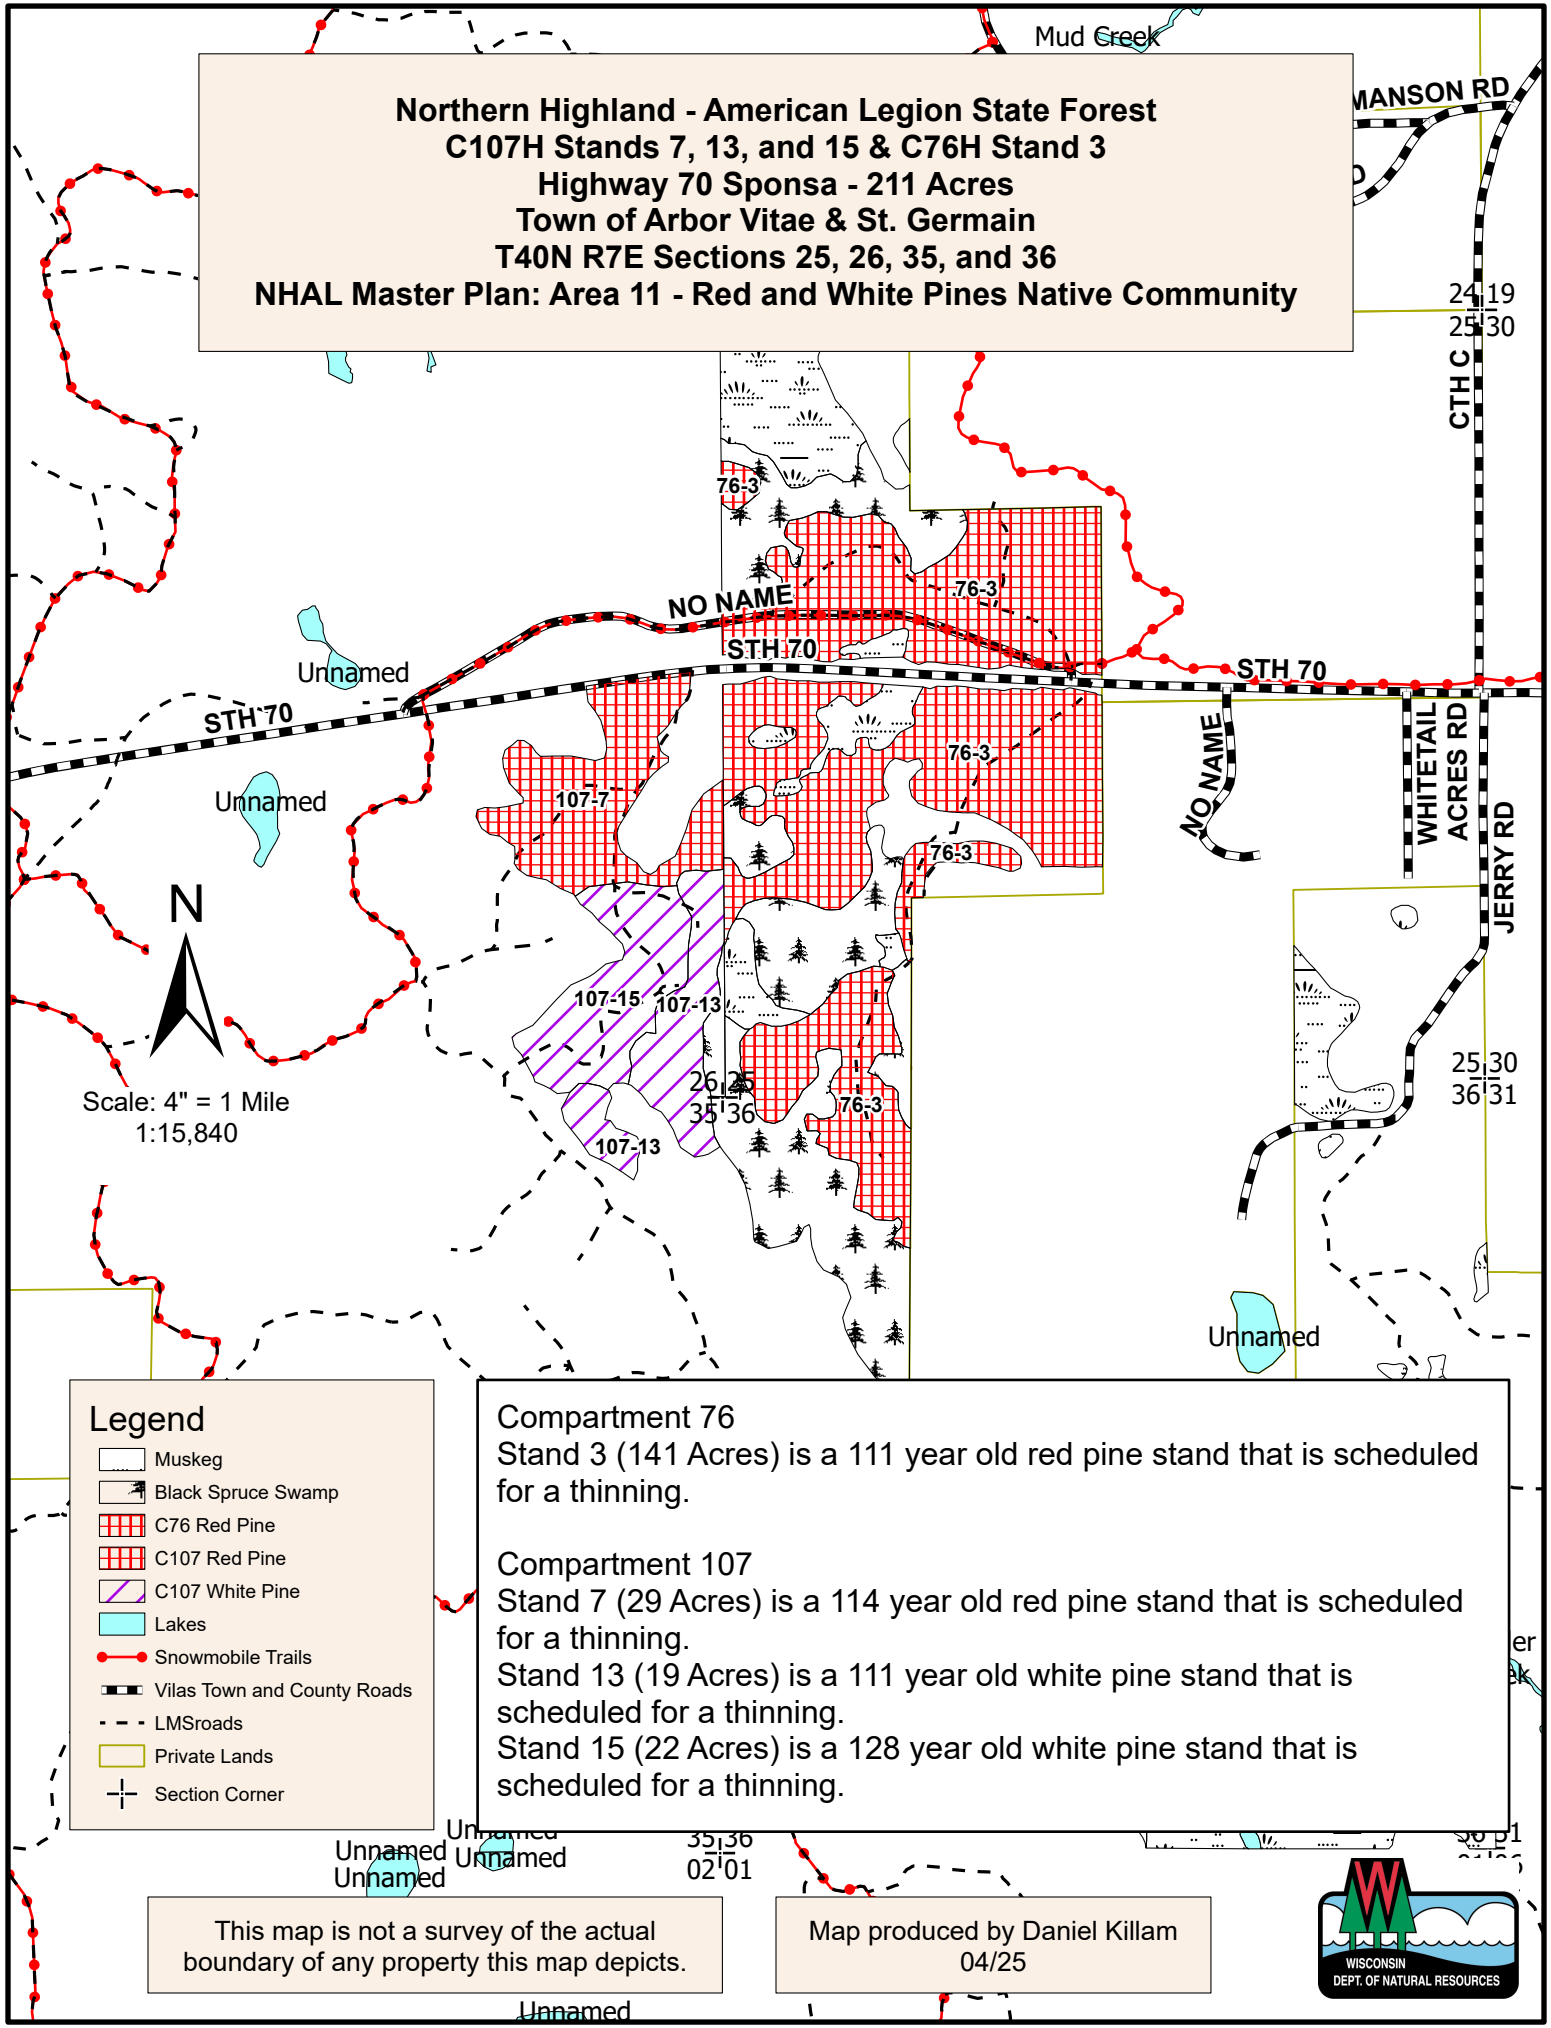 Mud Creek
MANSON RD
Northern Highland - American Legion State Forest
C107H Stands 7, 13, and 15 & C76H Stand 3
Highway 70 Sponsa - 211 Acres
Town of Arbor Vitae & St. Germain
T40N R7E Sections 25, 26, 35, and 36
NHAL Master Plan: Area 11 - Red and White Pines Native Community
D
24 19
25 30
CTH C
76-3
76-3
NO NAME
STH 70
STH 70
Unnamed
STH 70
NO NAME
WHITETAIL
ACRES RD
JERRY RD
76-3
107-7
Unnamed
76-3
N
107-15
107-13
26 25
35 36
25 30
36 31
76-3
Scale: 4" = 1 Mile
1:15,840
107-13
Unnamed
Legend
Muskeg
Black Spruce Swamp
C76 Red Pine
C107 Red Pine
C107 White Pine
Lakes
Snowmobile Trails
Vilas Town and County Roads
LMSroads
Private Lands
Section Corner
Compartment 76
Stand 3 (141 Acres) is a 111 year old red pine stand that is scheduled
for a thinning.
Compartment 107
Stand 7 (29 Acres) is a 114 year old red pine stand that is scheduled
for a thinning.
Stand 13 (19 Acres) is a 111 year old white pine stand that is
scheduled for a thinning.
Stand 15 (22 Acres) is a 128 year old white pine stand that is
scheduled for a thinning.
er
ek
Unnamed
Unnamed
Unnamed
Unnamed
35 36
02 01
36 31
This map is not a survey of the actual
boundary of any property this map depicts.
Map produced by Daniel Killam
04/25
W
WISCONSIN
DEPT. OF NATURAL RESOURCES
Unnamed